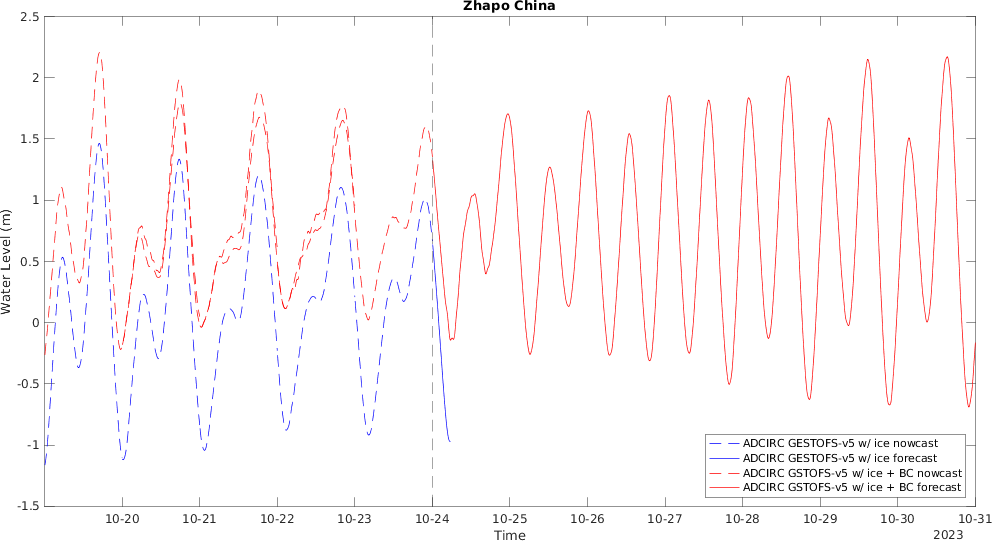 Zhapo China
2.5
2
1.5
1
0.5
0
-0.5
-1
-1.5
Water Level (m)
10-20 10-21 10-22 10-23 10-24 10-25 10-26 10-27 10-28 10-29 10-30 10-31
Time
2023
ADCIRC GESTOFS-v5 w/ ice nowcast
ADCIRC GESTOFS-v5 w/ ice forecast
ADCIRC GSTOFS-v5 w/ ice + BC nowcast
ADCIRC GSTOFS-v5 w/ ice + BC forecast